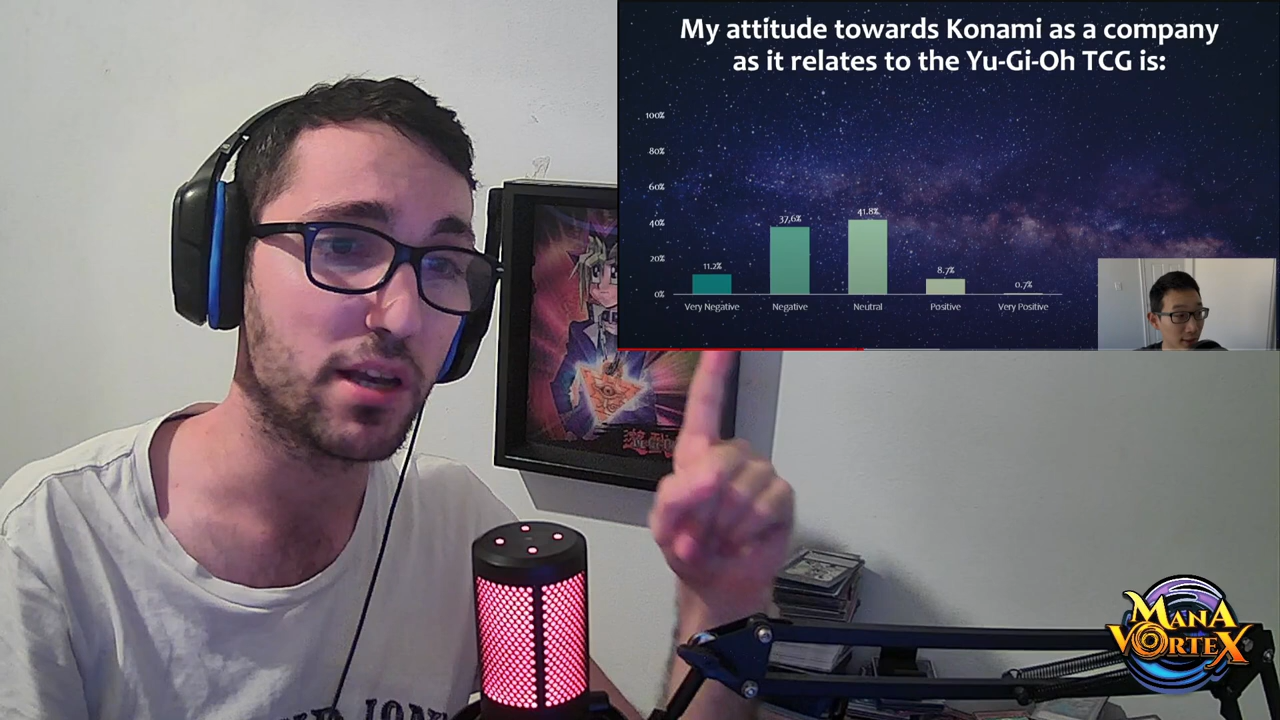 My attitude towards Konami as a company
as it relates to the Yu-Gi-Oh TCG is:
100%
80%
60%
40%
20%
0%
11.2%
37,6%
41.8%
8.7%
0.7%
Very Negative
Negative
Neutral
Positive
Very Positive
MANA
VORTEX